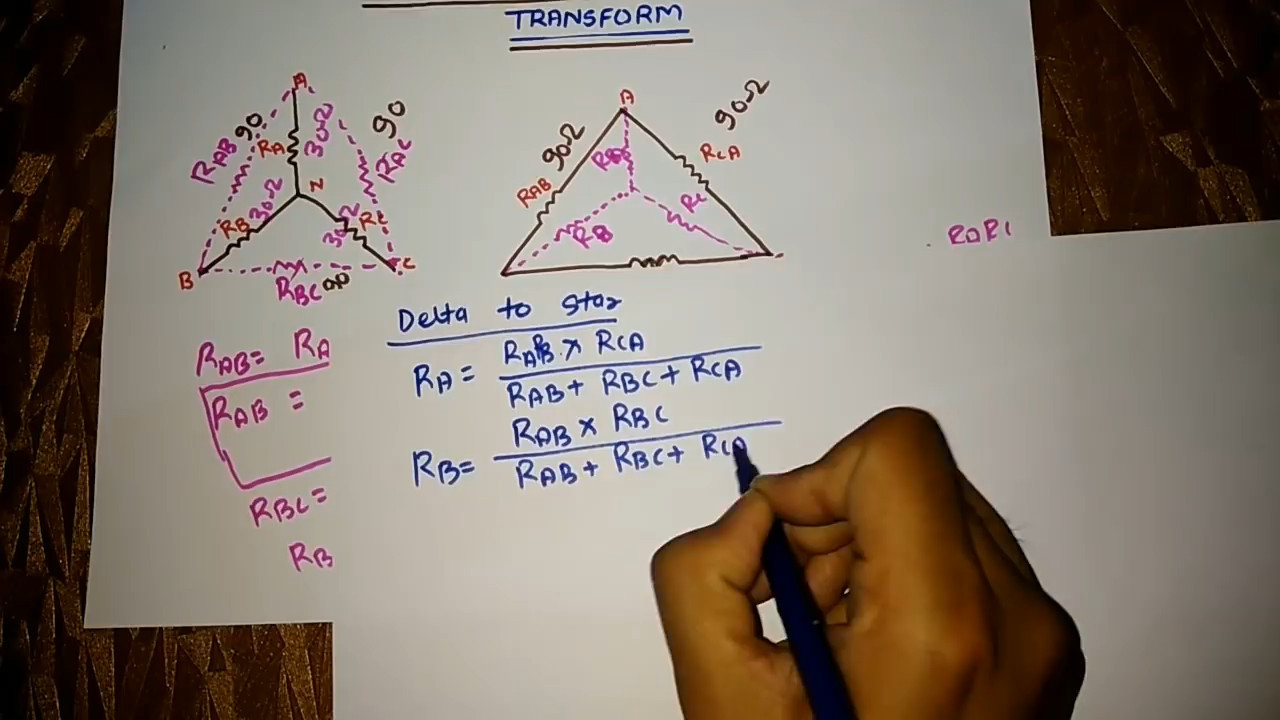 TRANSFORM
A
RAB
90
RA
30Ω
90
RAC
N
RB
30Ω
30Ω
RC
B
C
RBC
90
A
90Ω
90Ω
RAB
RCA
RB
RC
RAB = RA
RAB =
RBC =
RB
Delta to star
RA = RAB × RCA
RAB + RBC + RCA
RB = RAB × RBC
RAB + RBC + RCA